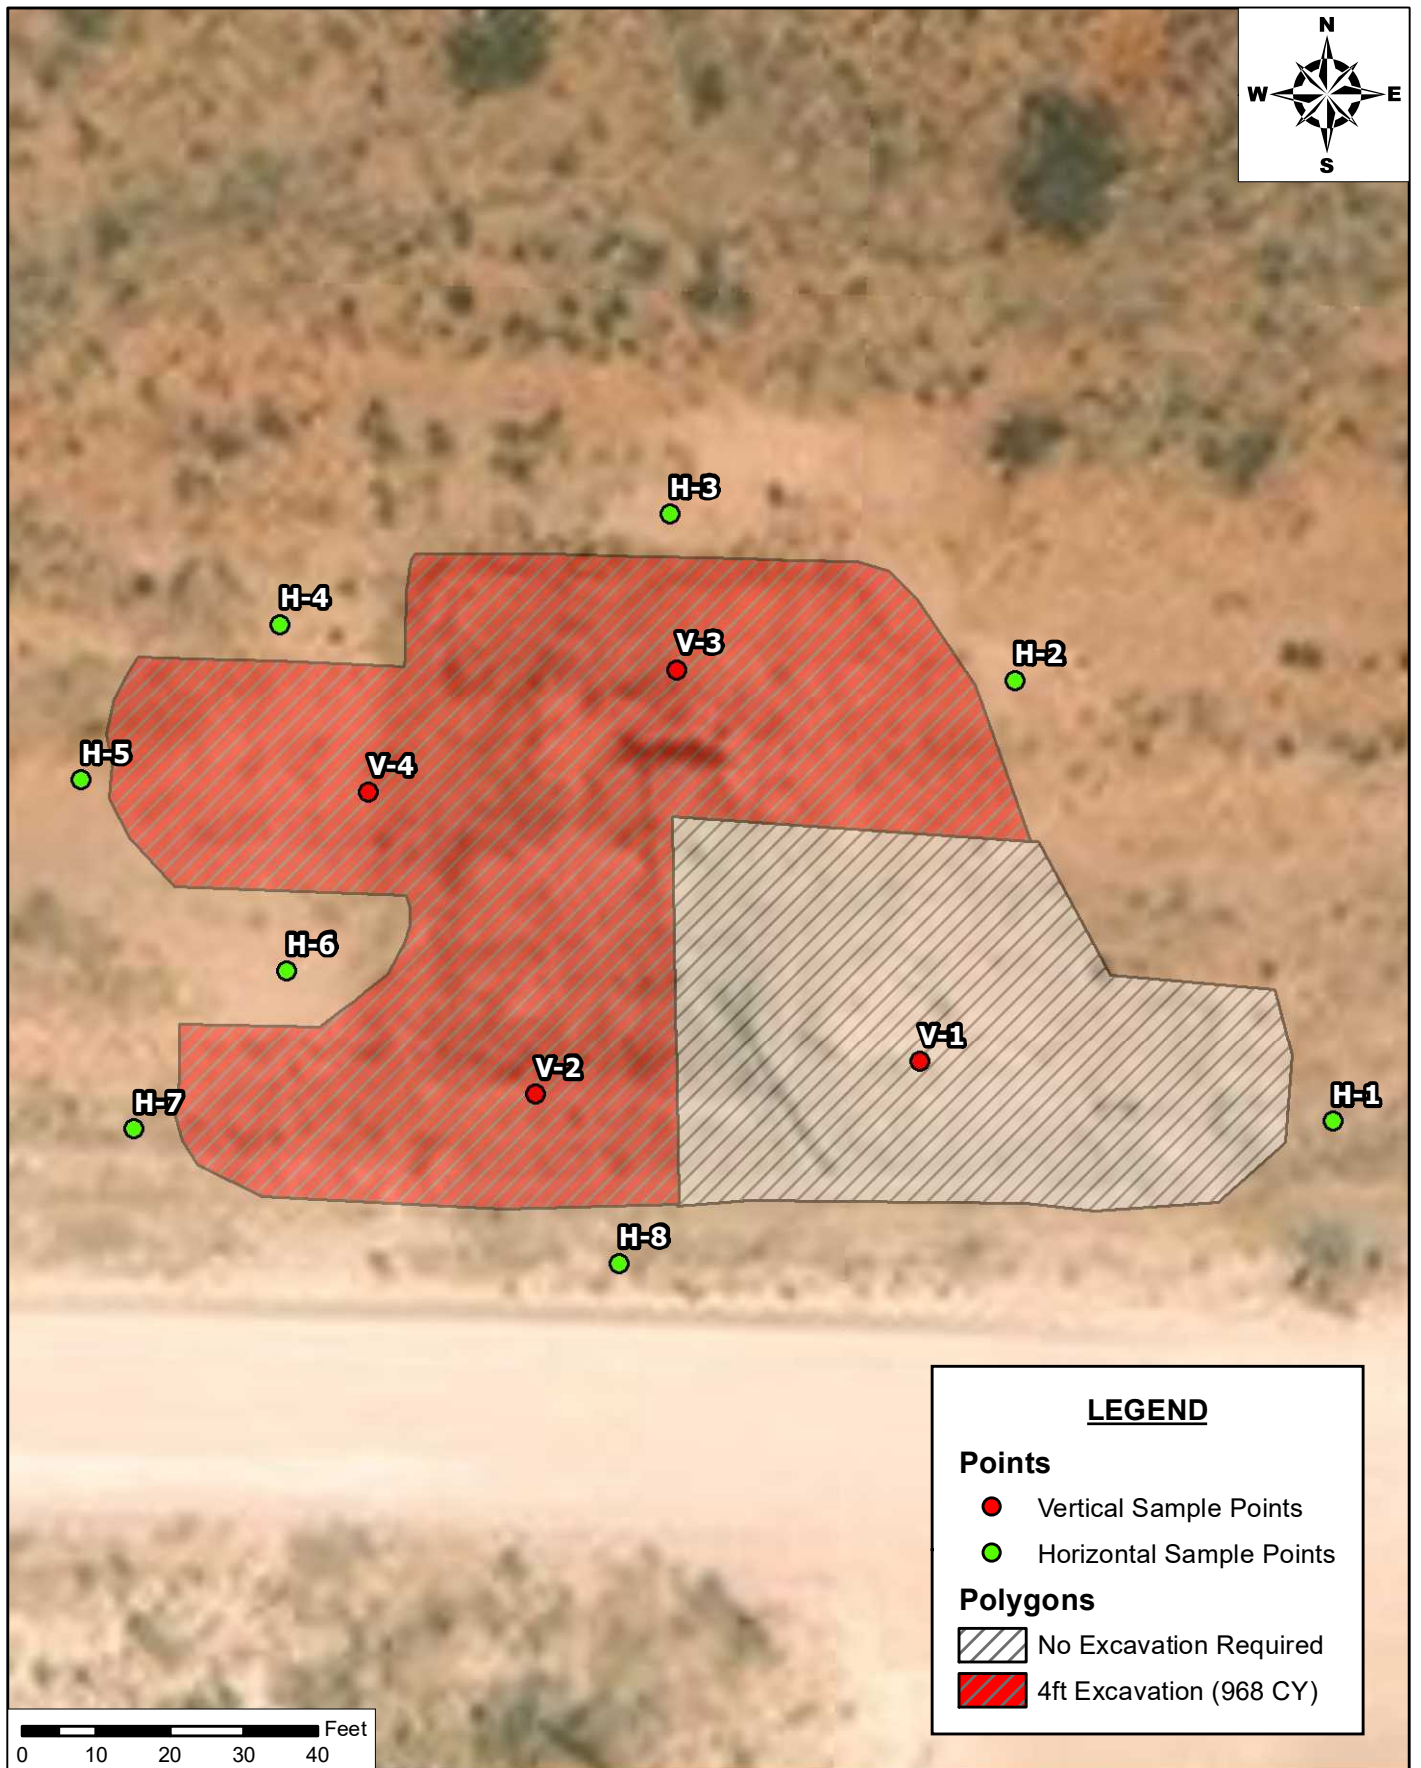 N
W E
S
H-3
H-4
V-3
H-2
H-5
V-4
H-6
V-1
V-2
H-7
H-1
H-8
LEGEND
Points
Vertical Sample Points
Horizontal Sample Points
Polygons
No Excavation Required
4ft Excavation (968 CY)
Feet
0 10 20 30 40